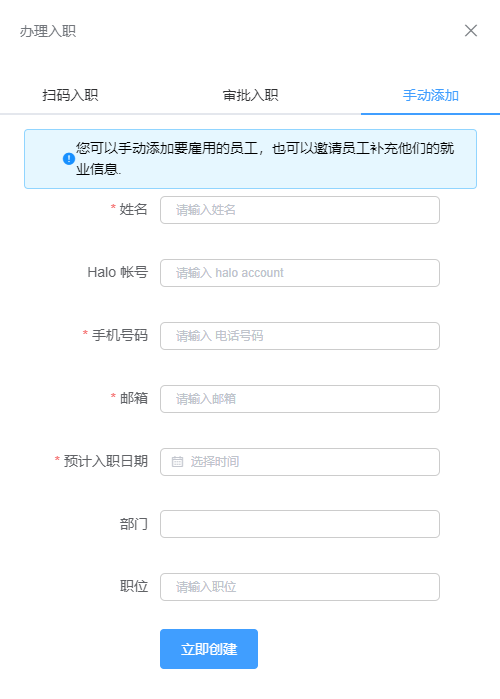 办理入职
扫码入职 审批入职 手动添加
您可以手动添加要雇用的员工，也可以邀请员工补充他们的就
业信息.
* 姓名 请输入姓名
Halo 帐号 请输入 halo account
* 手机号码 请输入 电话号码
* 邮箱 请输入邮箱
* 预计入职日期 选择时间
部门
职位 请输入职位
立即创建